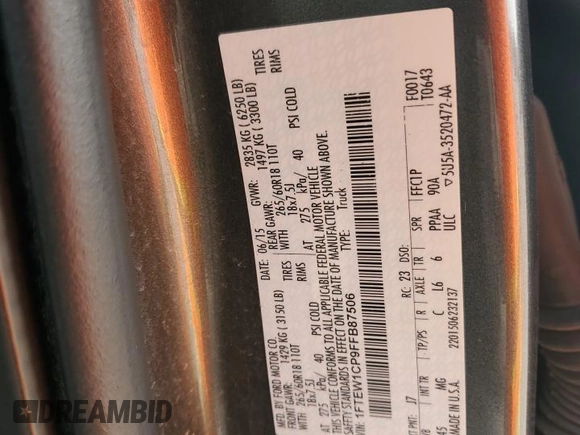 MFD. BY FORD MOTOR CO.
DATE: 06/15 GVWR: 2835 KG ( 6250 LB)
FRONT GAWR: 1429 KG ( 3150 LB) REAR GAWR: 1497 KG ( 3300 LB)
WITH 265/60R18 110T TIRES WITH 265/60R18 110T TIRES
18x7.5J RIMS 18x7.5J RIMS
AT 275 kPa/ 40 PSI COLD AT 275 kPa/ 40 PSI COLD
THIS VEHICLE CONFORMS TO ALL APPLICABLE FEDERAL MOTOR VEHICLE
SAFETY STANDARDS IN EFFECT ON THE DATE OF MANUFACTURE SHOWN ABOVE.
VIN: 1FTEW1CP9FFB87506
TYPE: Truck
F0017
T0643
EXT PNT: J7 RC: 23 DSO:
INT TR TP/PS R AXLE TR SPR FFC1P
MG C L6 6 PPAA 90A
ULC
MADE IN U.S.A. 2201506232137 ▽ 5U5A-3520472-AA
DREAMBID